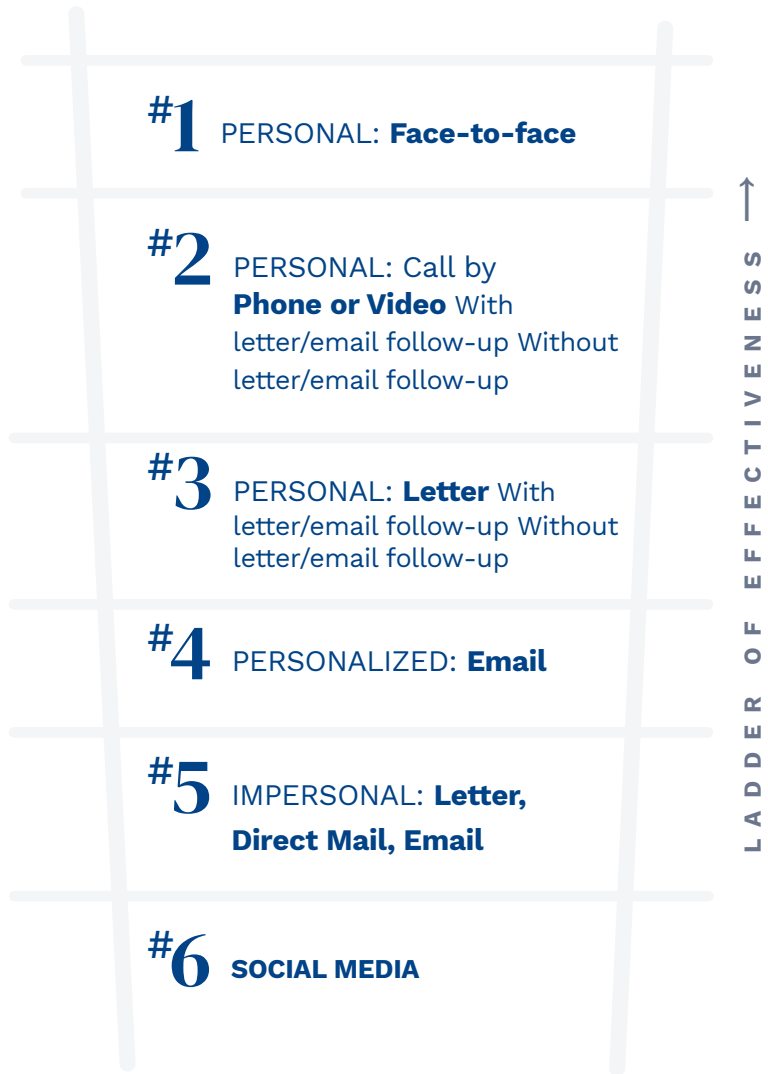 #1 PERSONAL: Face-to-face
#2 PERSONAL: Call by
Phone or Video With
letter/email follow-up Without
letter/email follow-up
#3 PERSONAL: Letter With
letter/email follow-up Without
letter/email follow-up
#4 PERSONALIZED: Email
#5 IMPERSONAL: Letter,
Direct Mail, Email
#6 SOCIAL MEDIA
LADDER OF EFFECTIVENESS →